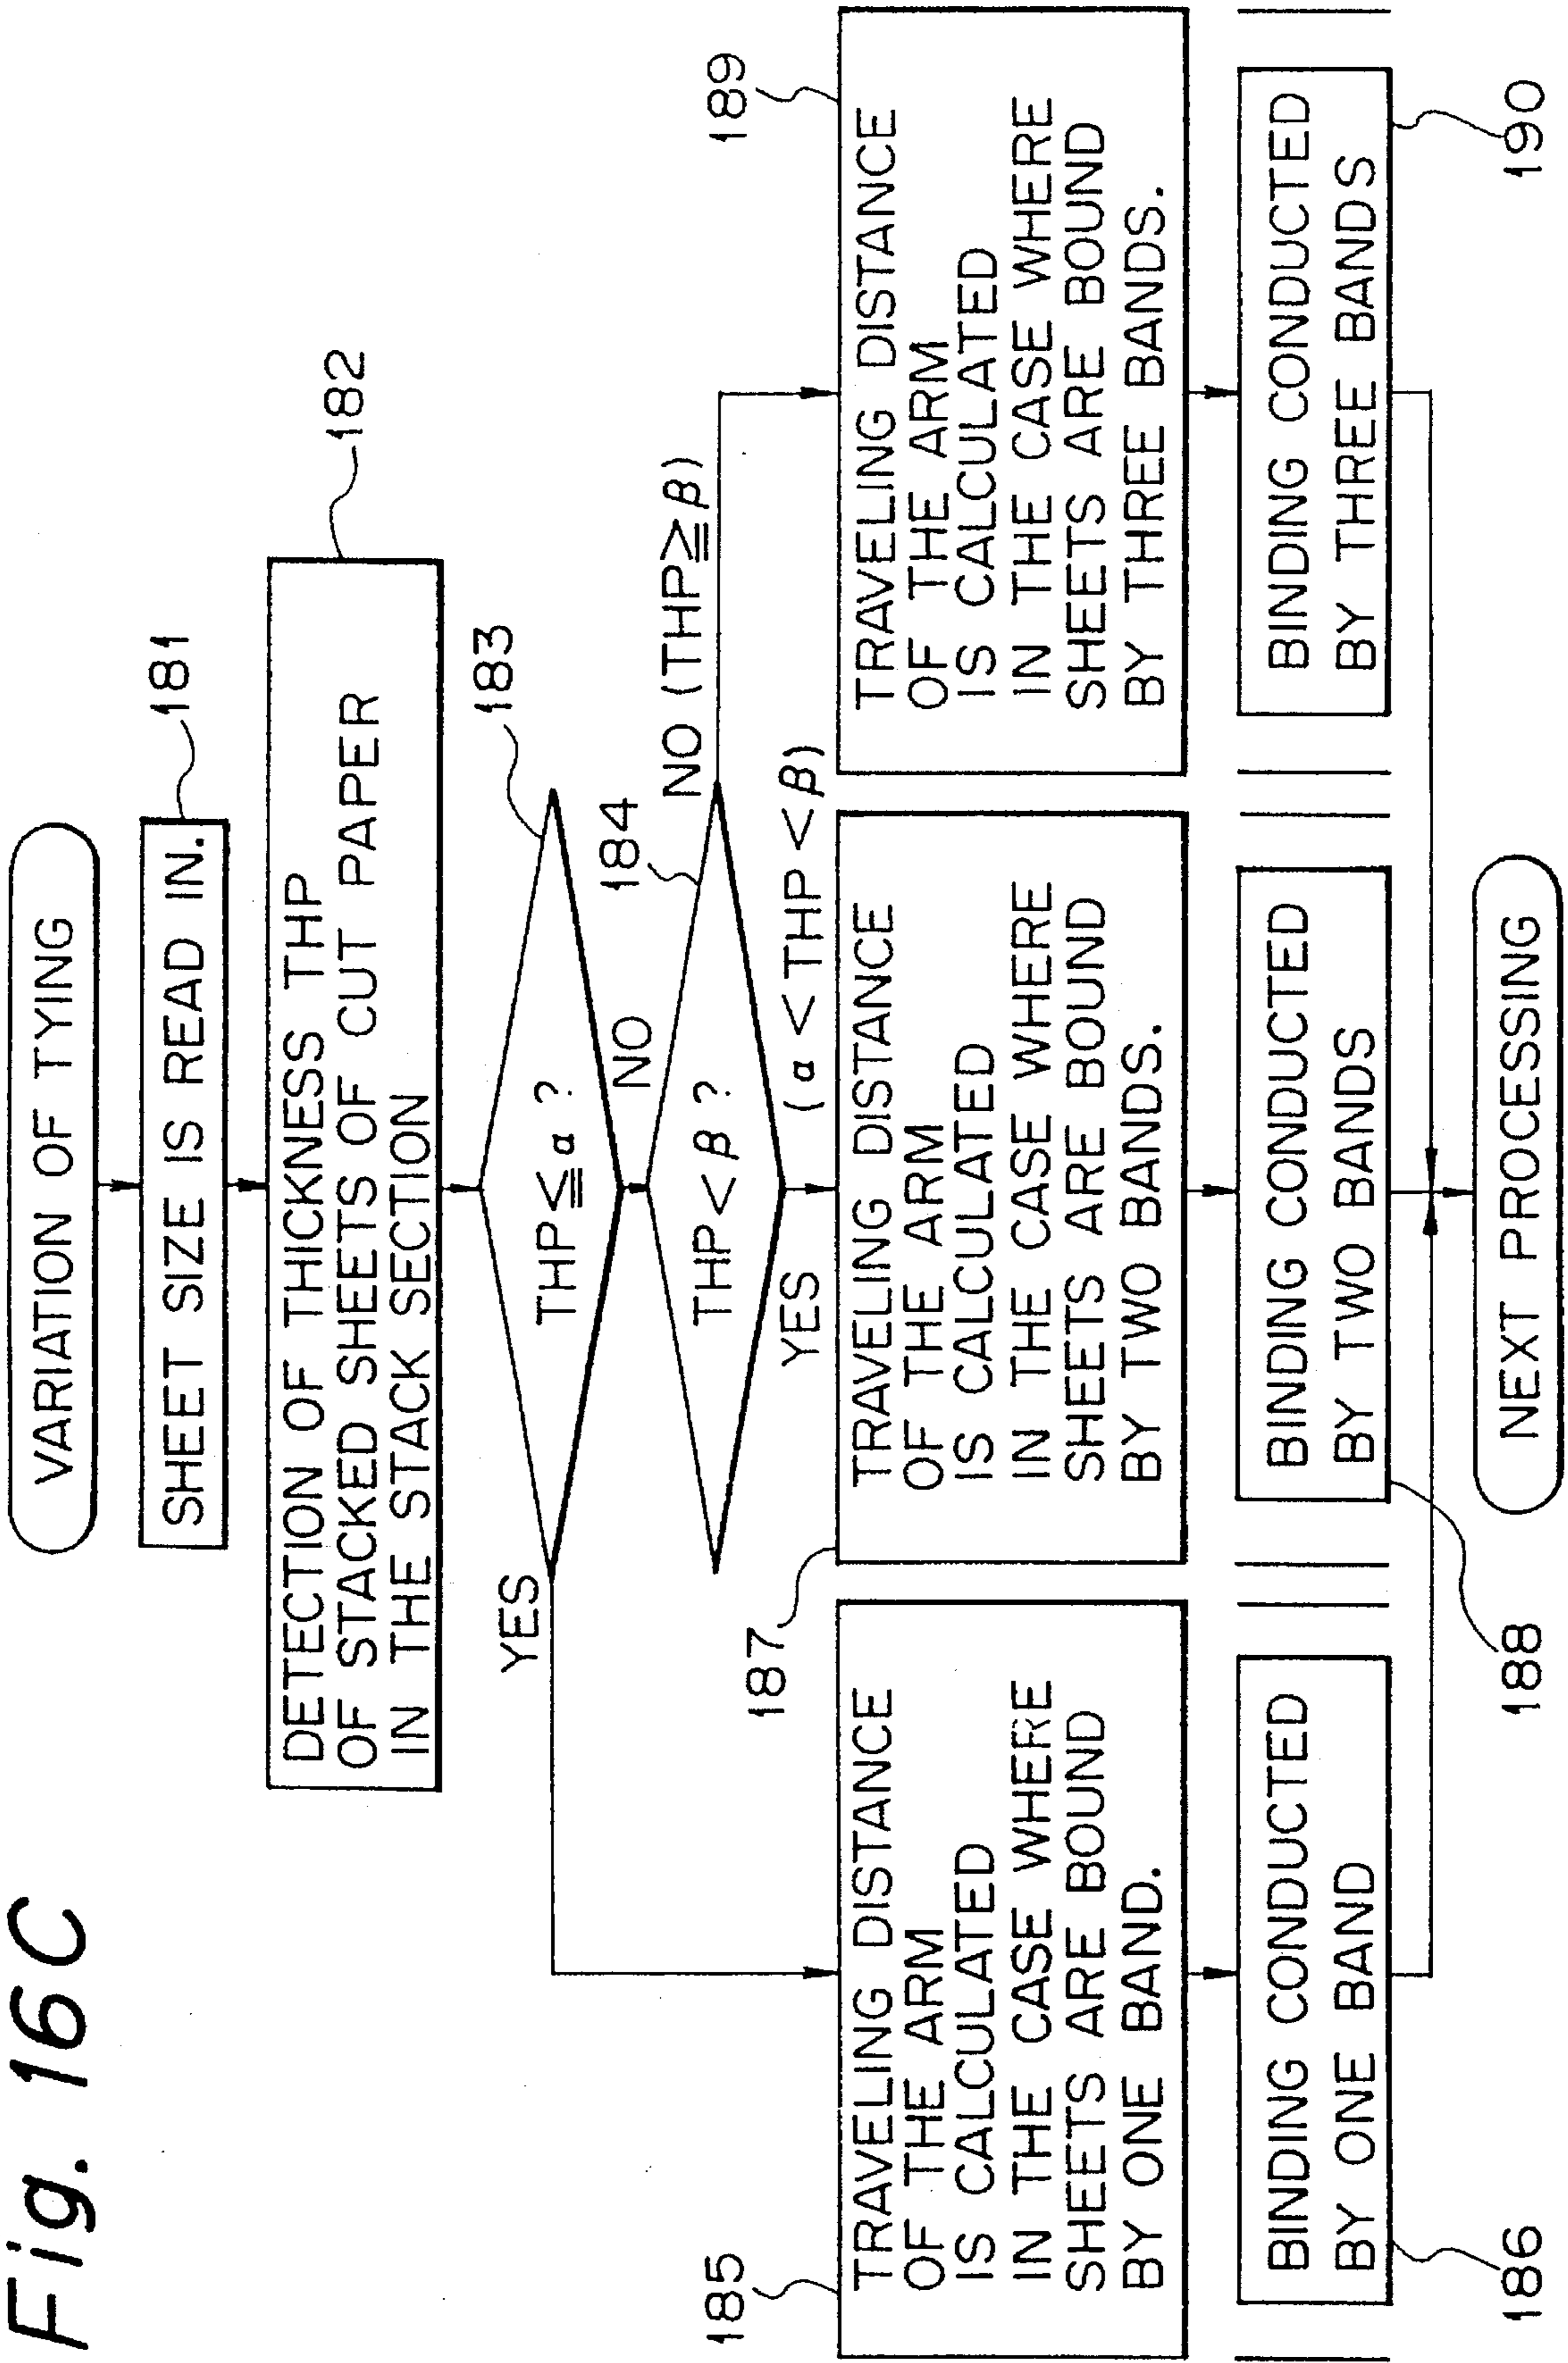 Fig. 16C
VARIATION OF TYING
SHEET SIZE IS READ IN.
181
DETECTION OF THICKNESS THP
OF STACKED SHEETS OF CUT PAPER
IN THE STACK SECTION
182
THP≦α ?
183
YES
NO
THP<β ?
184
YES
(α<THP<β)
NO (THP≧β)
185
TRAVELING DISTANCE
OF THE ARM
IS CALCULATED
IN THE CASE WHERE
SHEETS ARE BOUND
BY ONE BAND.
187
TRAVELING DISTANCE
OF THE ARM
IS CALCULATED
IN THE CASE WHERE
SHEETS ARE BOUND
BY TWO BANDS.
189
TRAVELING DISTANCE
OF THE ARM
IS CALCULATED
IN THE CASE WHERE
SHEETS ARE BOUND
BY THREE BANDS.
BINDING CONDUCTED
BY ONE BAND
186
BINDING CONDUCTED
BY TWO BANDS
188
BINDING CONDUCTED
BY THREE BANDS
190
NEXT PROCESSING